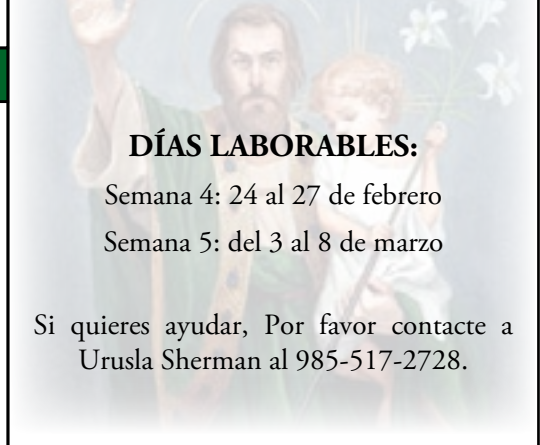 DÍAS LABORABLES:
Semana 4: 24 al 27 de febrero
Semana 5: del 3 al 8 de marzo
Si quieres ayudar, Por favor contacte a
Urusla Sherman al 985-517-2728.